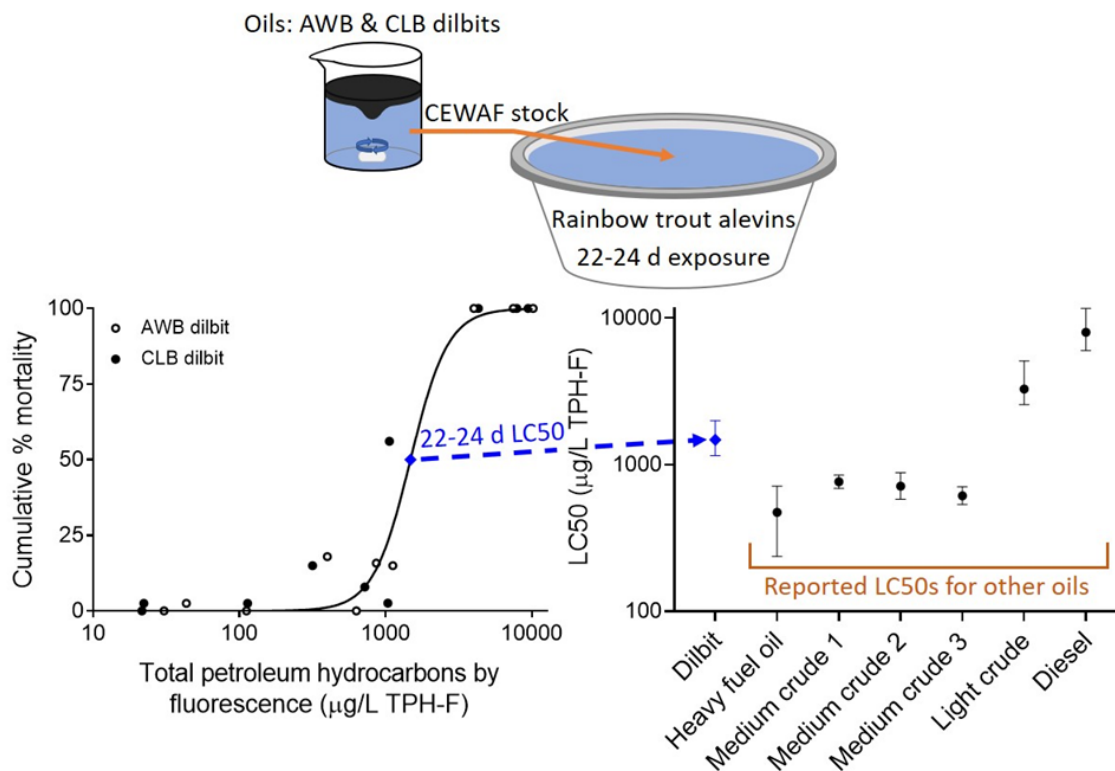 Oils: AWB & CLB dilbits
CEWAF stock
Rainbow trout alevins
22-24 d exposure
Cumulative % mortality
100
75
50
25
0
AWB dilbit
CLB dilbit
22-24 d LC50
10
100
1000
10000
Total petroleum hydrocarbons by
fluorescence (μg/L TPH-F)
LC50 (μg/L TPH-F)
10000
1000
100
Reported LC50s for other oils
Dilbit
Heavy fuel oil
Medium crude 1
Medium crude 2
Medium crude 3
Light crude
Diesel